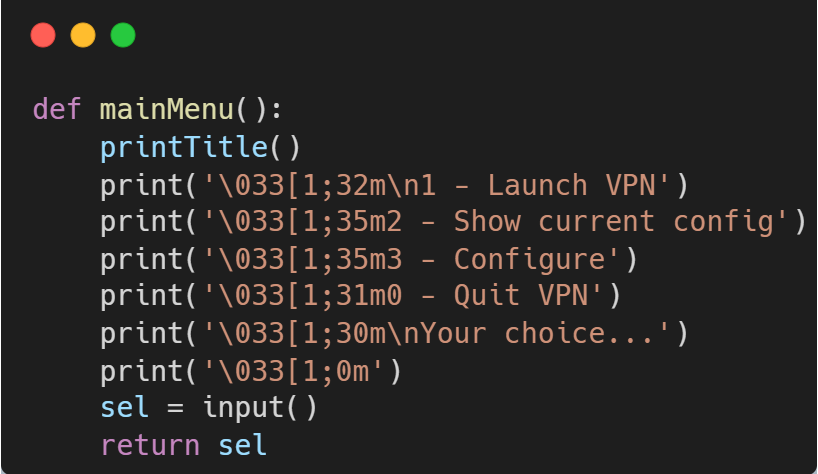 def mainMenu():
    printTitle()
    print('\033[1;32m\n1 - Launch VPN')
    print('\033[1;35m2 - Show current config')
    print('\033[1;35m3 - Configure')
    print('\033[1;31m0 - Quit VPN')
    print('\033[1;30m\nYour choice...')
    print('\033[1;0m')
    sel = input()
    return sel